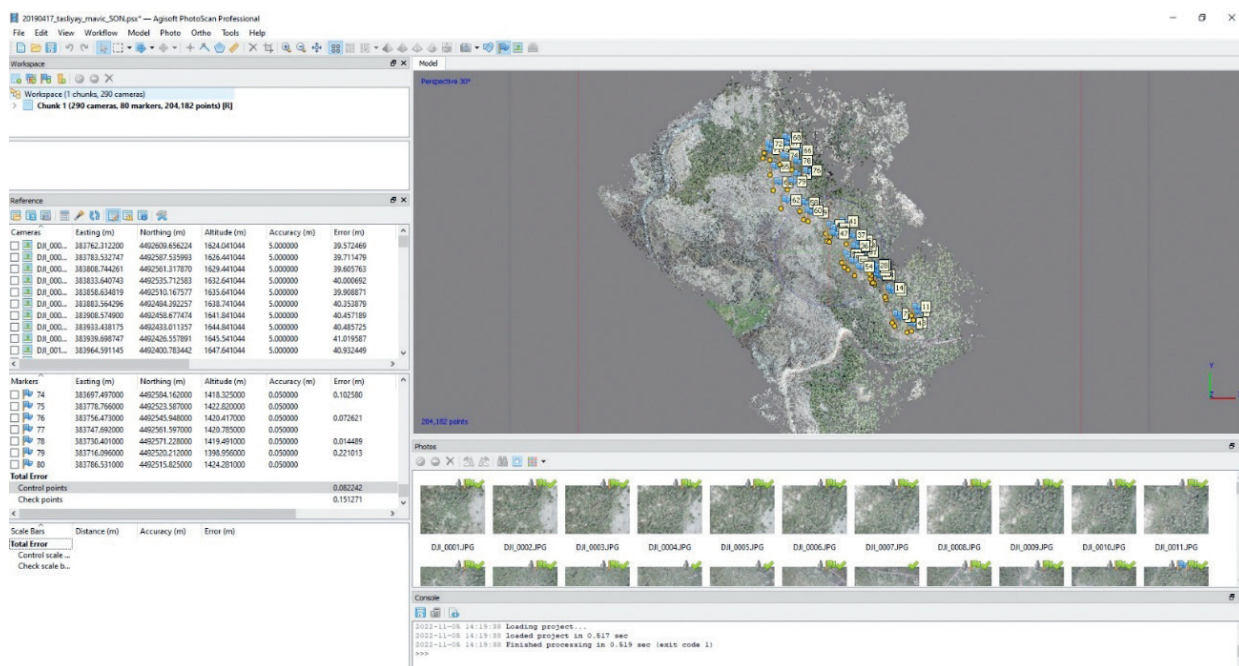 20190417_tasliyay_mavic_SON.psx* — Agisoft PhotoScan Professional
File Edit View Workflow Model Photo Ortho Tools Help
Workspace
Workspace (1 chunks, 290 cameras)
Chunk 1 (290 cameras, 80 markers, 204,182 points) [R]
Reference
Cameras Easting (m) Northing (m) Altitude (m) Accuracy (m) Error (m)
DJI_000... 383762.312200 4492609.656224 1624.041044 5.000000 39.572469
DJI_000... 383783.532747 4492587.535993 1626.441044 5.000000 39.711479
DJI_000... 383808.744261 4492561.317870 1629.441044 5.000000 39.605763
DJI_000... 383833.640743 4492535.712583 1632.641044 5.000000 40.000692
DJI_000... 383858.634819 4492510.167577 1635.641044 5.000000 39.908871
DJI_000... 383883.564296 4492484.392257 1638.741044 5.000000 40.353879
DJI_000... 383908.574900 4492458.677474 1641.841044 5.000000 40.457189
DJI_000... 383933.438175 4492433.011357 1644.841044 5.000000 40.485725
DJI_000... 383939.698747 4492426.557891 1645.541044 5.000000 41.019587
DJI_001... 383964.591145 4492400.783442 1647.641044 5.000000 40.932449
Markers Easting (m) Northing (m) Altitude (m) Accuracy (m) Error (m)
74 383697.497000 4492584.162000 1418.325000 0.050000 0.102580
75 383778.766000 4492523.587000 1422.820000 0.050000
76 383756.473000 4492545.948000 1420.417000 0.050000 0.072621
77 383747.692000 4492561.597000 1420.785000 0.050000
78 383730.401000 4492571.228000 1419.491000 0.050000 0.014489
79 383716.096000 4492520.212000 1398.956000 0.050000 0.221013
80 383786.531000 4492515.825000 1424.281000 0.050000
Total Error
Control points 0.082242
Check points 0.151271
Scale Bars Distance (m) Accuracy (m) Error (m)
Total Error
Control scale ...
Check scale b...
Model
Perspective 30°
68
72
66
78
76
75
62
60
41
47
37
14
11
Y
204,182 points
Photos
DJI_0001.JPG DJI_0002.JPG DJI_0003.JPG DJI_0004.JPG DJI_0005.JPG DJI_0006.JPG DJI_0007.JPG DJI_0008.JPG DJI_0009.JPG DJI_0010.JPG DJI_0011.JPG
Console
2022-11-05 14:19:38 Loading project...
2022-11-05 14:19:38 loaded project in 0.517 sec
2022-11-05 14:19:38 Finished processing in 0.519 sec (exit code 1)
>>>